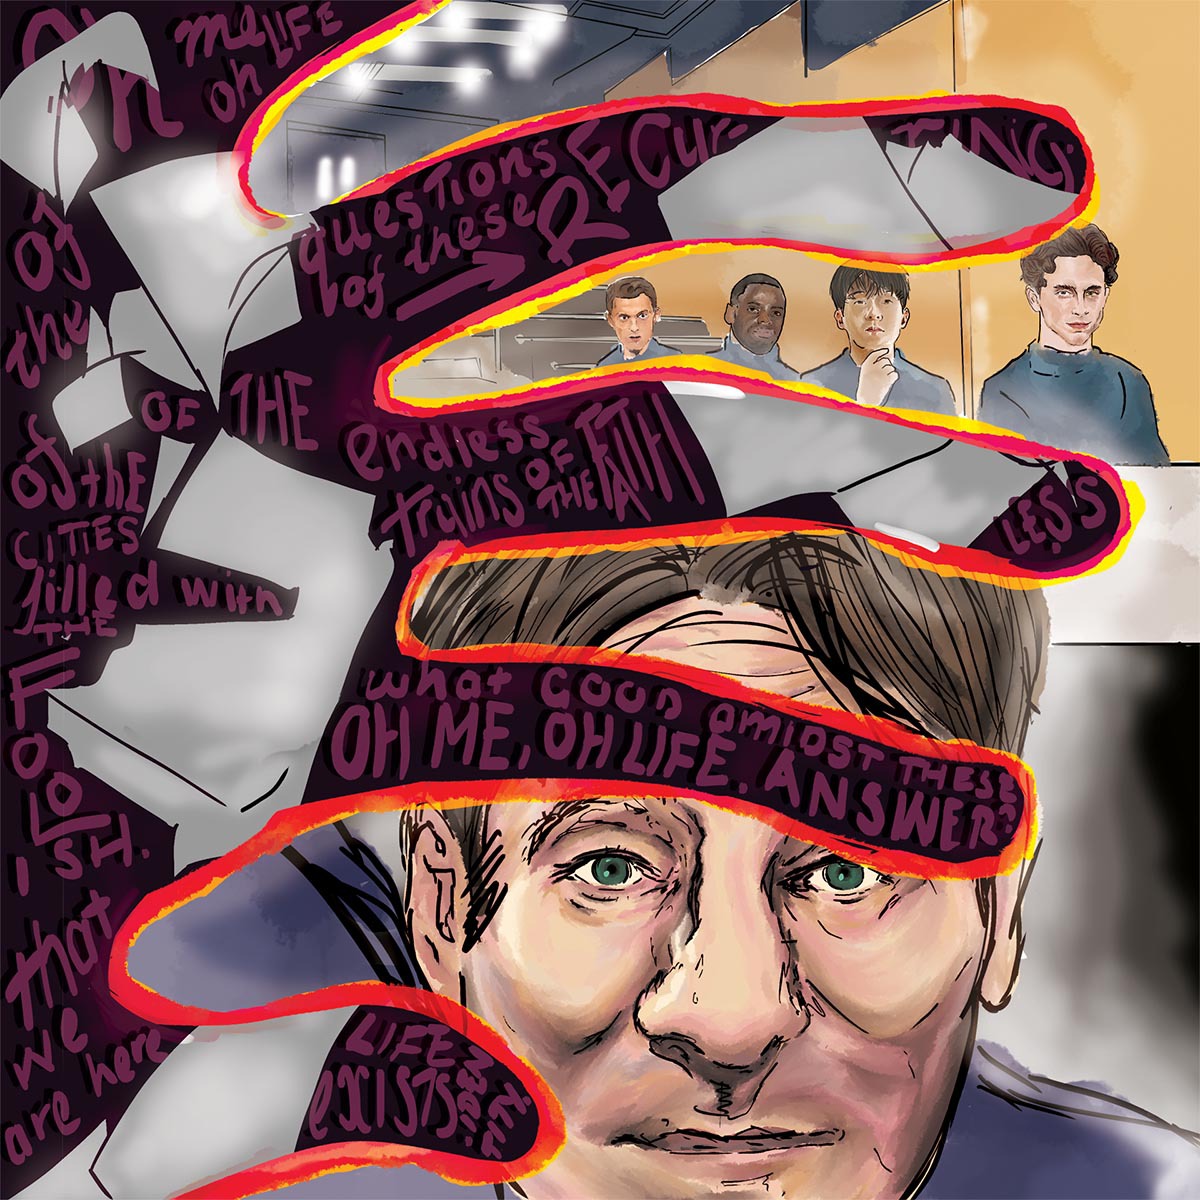 Oh me
oh LIFE
of
the
questions
of these
RECUr-
RING.
OF THE
endless
trains OF
THE FAITH
LESS
of the
CITIES
filled with
THE
FOOL
ISH.
what GOOD amidst THESE
OH ME, OH LIFE. ANSWER?
that
we
are here
LIFE
exists